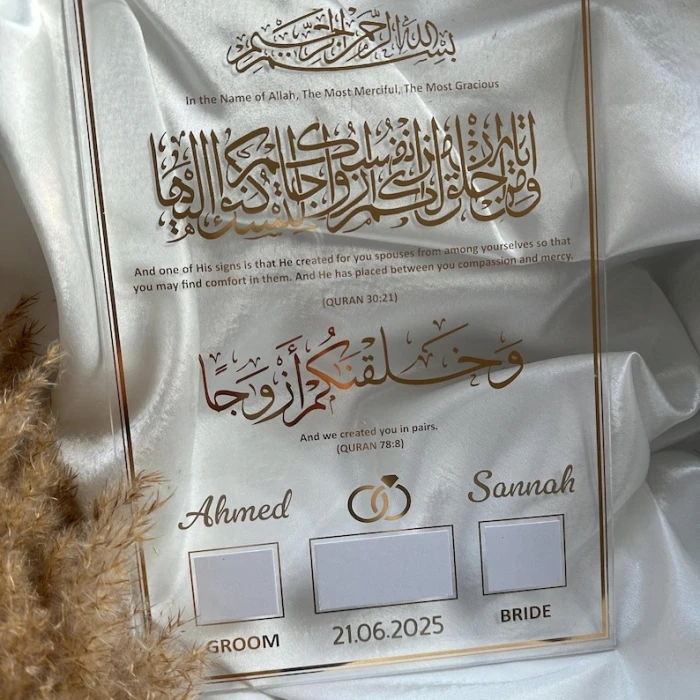 بسم الله الرحمن الرحيم
In the Name of Allah, The Most Merciful, The Most Gracious
ومن آياته أن خلق لكم من أنفسكم أزواجا لتسكنوا إليها
And one of His signs is that He created for you spouses from among yourselves so that
you may find comfort in them. And He has placed between you compassion and mercy.
(QURAN 30:21)
وَخَلَقْنَكُمْ أَزْوَجًا
And we created you in pairs.
(QURAN 78:8)
Ahmed Sannah
GROOM 21.06.2025 BRIDE